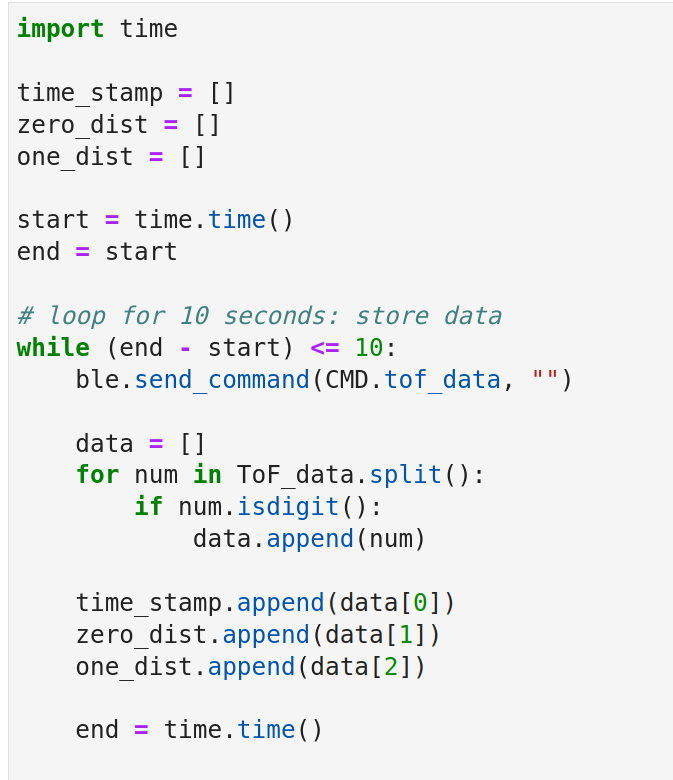 import time
time_stamp = []
zero_dist = []
one_dist = []
start = time.time()
end = start
# loop for 10 seconds: store data
while (end - start) <= 10:
    ble.send_command(CMD.tof_data, "")
    data = []
    for num in ToF_data.split():
        if num.isdigit():
            data.append(num)
    time_stamp.append(data[0])
    zero_dist.append(data[1])
    one_dist.append(data[2])
    end = time.time()